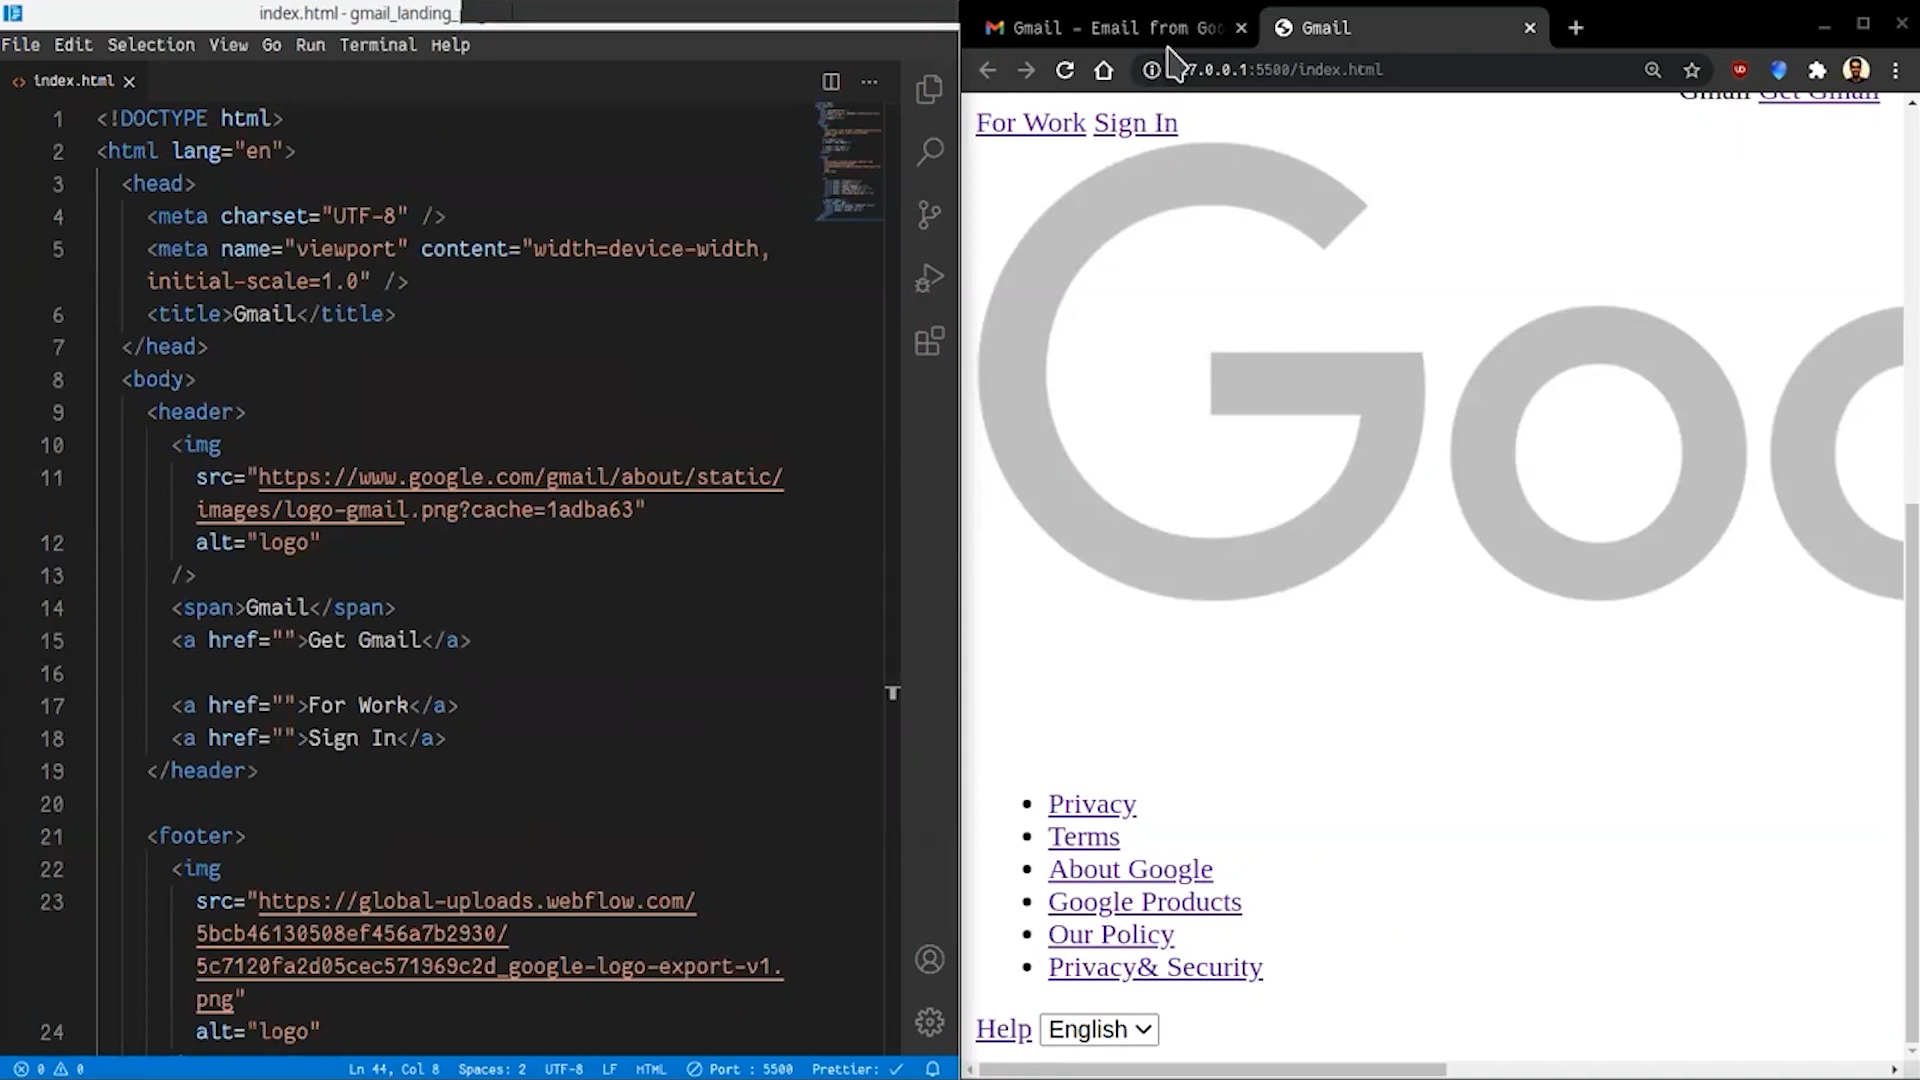 index.html - gmail_landing_
File Edit Selection View Go Run Terminal Help
<> index.html
1 <!DOCTYPE html>
2 <html lang="en">
3 <head>
4 <meta charset="UTF-8" />
5 <meta name="viewport" content="width=device-width,
initial-scale=1.0" />
6 <title>Gmail</title>
7 </head>
8 <body>
9 <header>
10 <img
11 src="https://www.google.com/gmail/about/static/
images/logo-gmail.png?cache=1adba63"
12 alt="logo"
13 />
14 <span>Gmail</span>
15 <a href="">Get Gmail</a>
16
17 <a href="">For Work</a>
18 <a href="">Sign In</a>
19 </header>
20
21 <footer>
22 <img
23 src="https://global-uploads.webflow.com/
5bcb46130508ef456a7b2930/
5c7120fa2d05cec571969c2d_google-logo-export-v1.
png"
24 alt="logo"
0 0 Ln 44, Col 8 Spaces: 2 UTF-8 LF HTML Port : 5500 Prettier: ✓
Gmail – Email from Goo Gmail
27.0.0.1:5500/index.html
Gmail Get Gmail
For Work Sign In
Goo
• Privacy
• Terms
• About Google
• Google Products
• Our Policy
• Privacy& Security
Help English